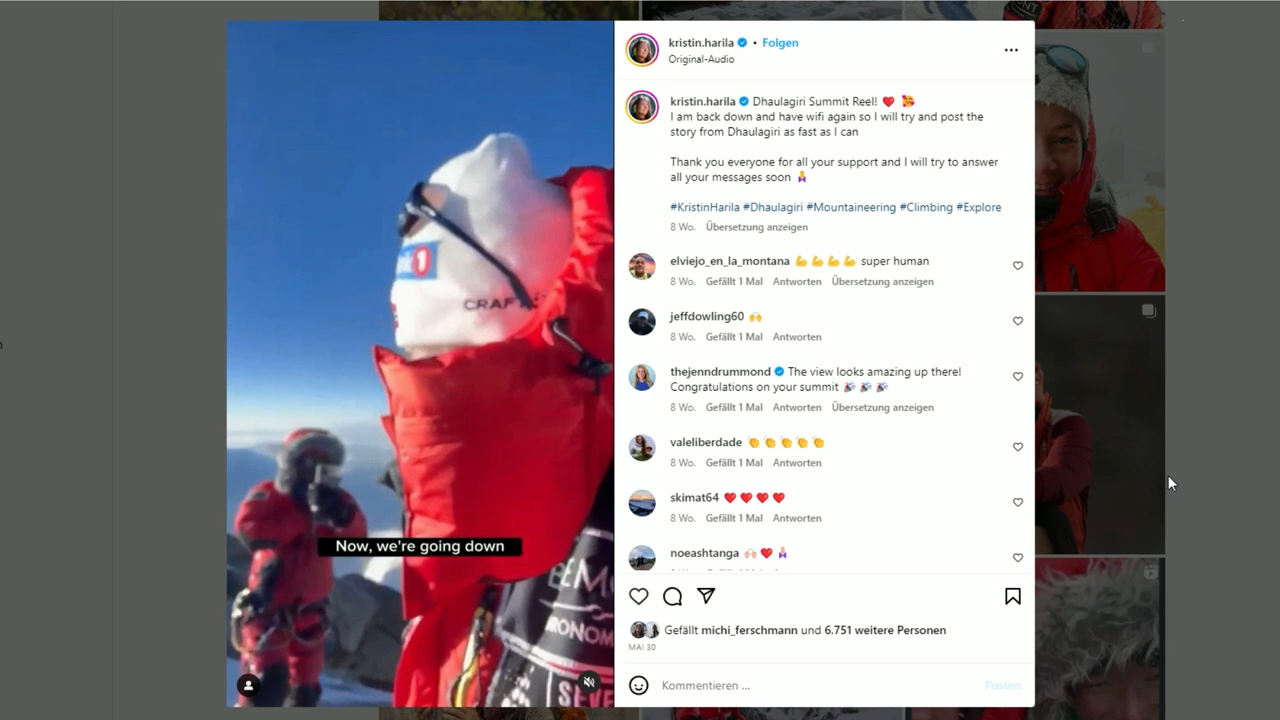 kristin.harila • Folgen
Original-Audio
kristin.harila Dhaulagiri Summit Reel! ❤️ 🥰
I am back down and have wifi again so I will try and post the
story from Dhaulagiri as fast as I can
Thank you everyone for all your support and I will try to answer
all your messages soon 🧘‍♀️
#KristinHarila #Dhaulagiri #Mountaineering #Climbing #Explore
8 Wo. Übersetzung anzeigen
elviejo_en_la_montana 💪 💪 💪 💪 super human
8 Wo. Gefällt 1 Mal Antworten Übersetzung anzeigen
jeffdowling60 🙌
8 Wo. Gefällt 1 Mal Antworten
thejenndrummond The view looks amazing up there!
Congratulations on your summit 🎉 🎉 🎉
8 Wo. Gefällt 1 Mal Antworten Übersetzung anzeigen
valeliberdade 👏 👏 👏 👏 👏
8 Wo. Gefällt 1 Mal Antworten
skimat64 ❤️ ❤️ ❤️ ❤️
8 Wo. Gefällt 1 Mal Antworten
noeashtanga 🙌🏻 ❤️ 🧘🏼‍♀️
Gefällt michi_ferschmann und 6.751 weitere Personen
MAI 30
Kommentieren ...
Posten
1
CRAFT
Now, we're going down
SEVE